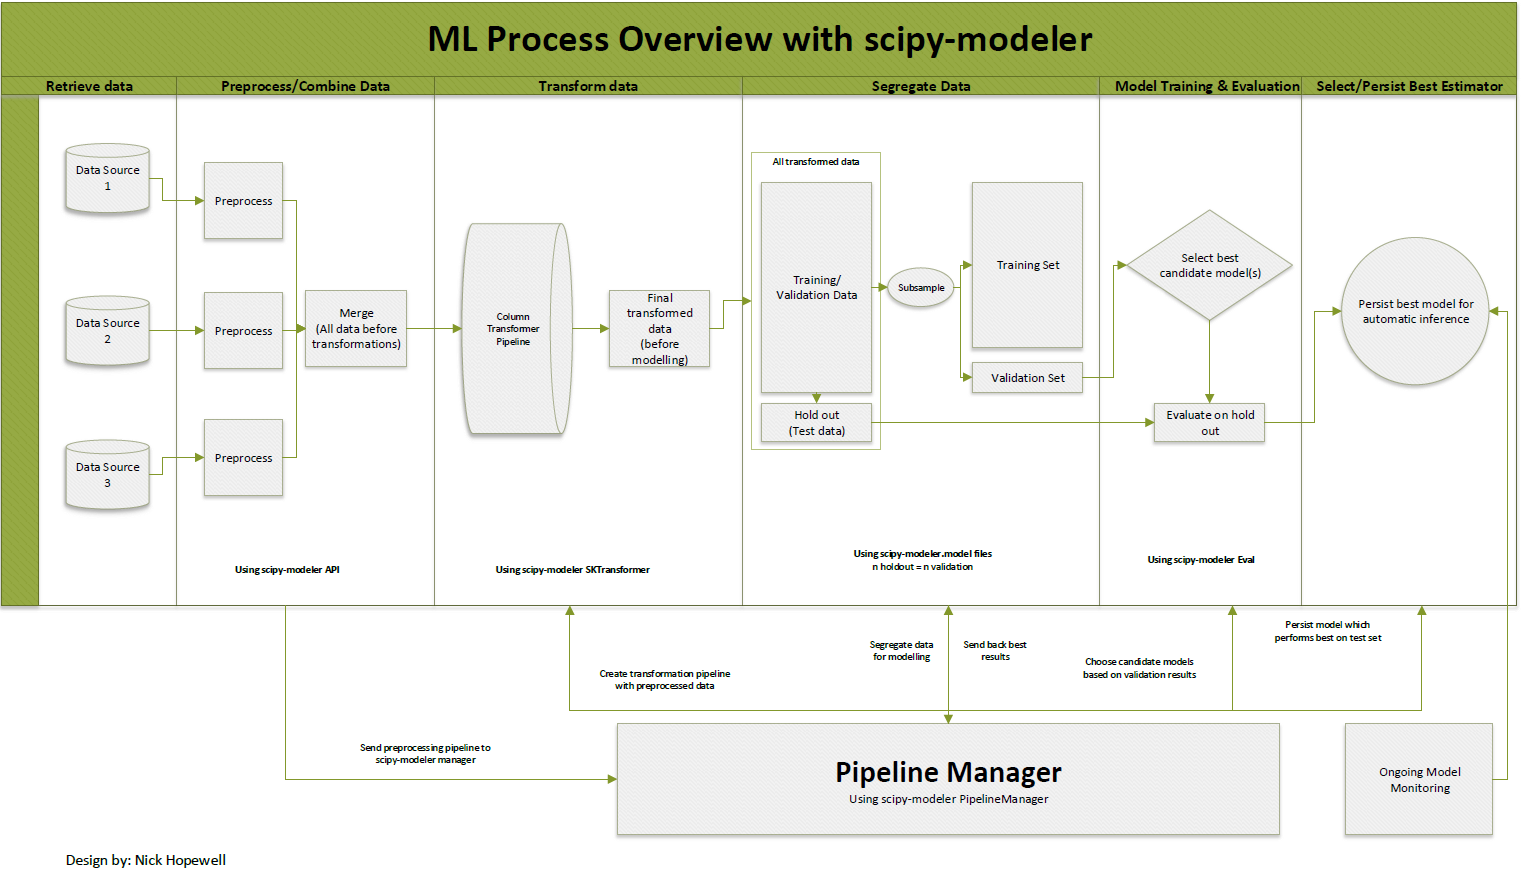 ML Process Overview with scipy-modeler
Retrieve data
Preprocess/Combine Data
Transform data
Segregate Data
Model Training & Evaluation
Select/Persist Best Estimator
Data Source
1
Data Source
2
Data Source
3
Preprocess
Preprocess
Preprocess
Merge
(All data before
transformations)
Using scipy-modeler API
Column
Transformer
Pipeline
Final
transformed
data
(before
modelling)
Using scipy-modeler SKTransformer
All transformed data
Training/
Validation Data
Hold out
(Test data)
Subsample
Training Set
Validation Set
Using scipy-modeler.model files
n holdout = n validation
Select best
candidate model(s)
Evaluate on hold
out
Using scipy-modeler Eval
Persist best model for
automatic inference
Send preprocessing pipeline to
scipy-modeler manager
Create transformation pipeline
with preprocessed data
Segregate data
for modelling
Send back best
results
Choose candidate models
based on validation results
Persist model which
performs best on test set
Pipeline Manager
Using scipy-modeler PipelineManager
Ongoing Model
Monitoring
Design by: Nick Hopewell